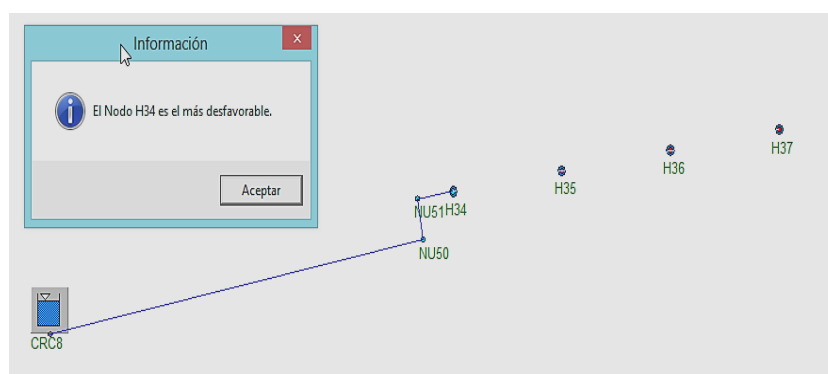 Información
x
El Nodo H34 es el más desfavorable.
Aceptar
H37
H36
H35
NU51 H34
NU50
CRC8